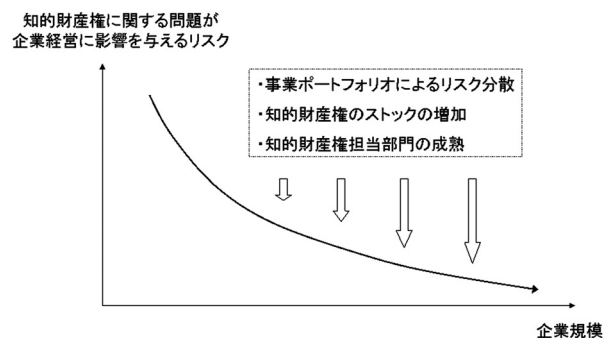 知的財産権に関する問題が
企業経営に影響を与えるリスク
・事業ポートフォリオによるリスク分散
・知的財産権のストックの増加
・知的財産権担当部門の成熟
企業規模